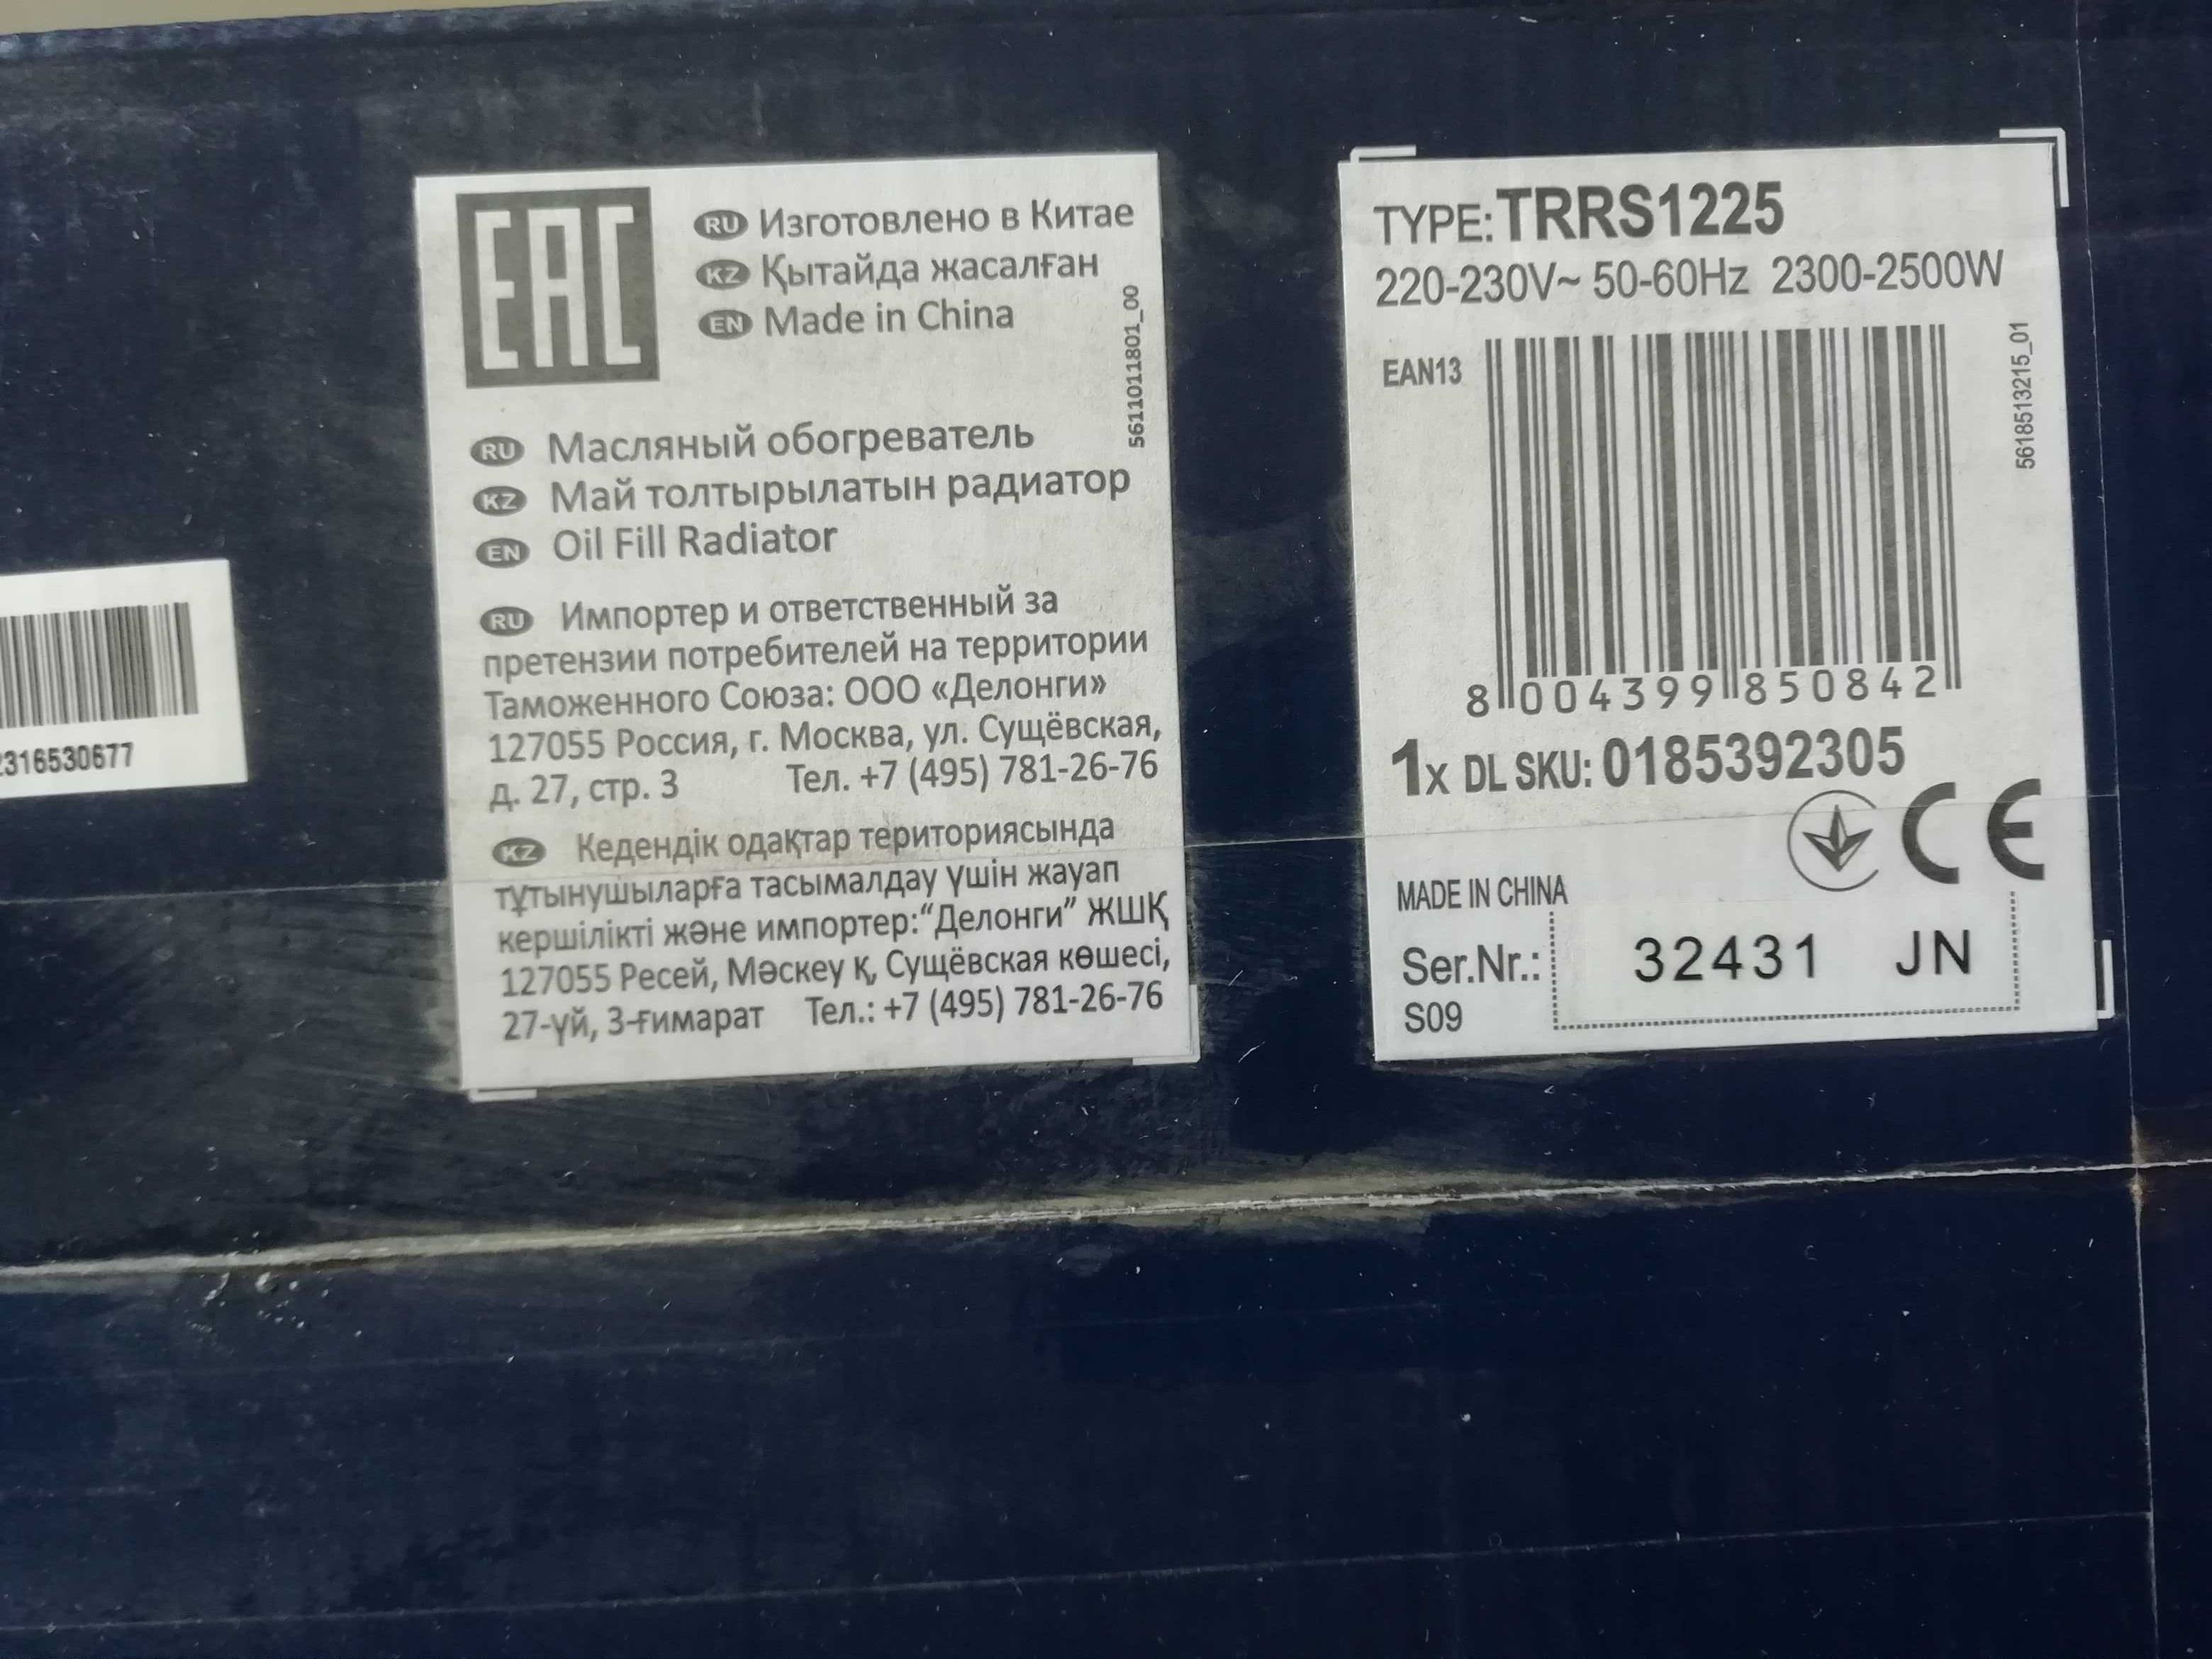 EAC
RU Изготовлено в Китае
KZ Қытайда жасалған
EN Made in China
5611011801_00
RU Масляный обогреватель
KZ Май толтырылатын радиатор
EN Oil Fill Radiator
RU Импортер и ответственный за
претензии потребителей на территории
Таможенного Союза: ООО «Делонги»
127055 Россия, г. Москва, ул. Сущёвская,
д. 27, стр. 3 Тел. +7 (495) 781-26-76
KZ Кедендік одақтар териториясында
тұтынушыларға тасымалдау үшін жауап
кершілікті және импортер:“Делонги” ЖШҚ
127055 Ресей, Мәскеу қ, Сущёвская көшесі,
27-үй, 3-ғимарат Тел.: +7 (495) 781-26-76
TYPE: TRRS1225
220-230V~ 50-60Hz 2300-2500W
EAN13
5618513215_01
8 004399 850842
1x DL SKU: 0185392305
CE
MADE IN CHINA
Ser.Nr.: 32431 JN
S09
2316530677